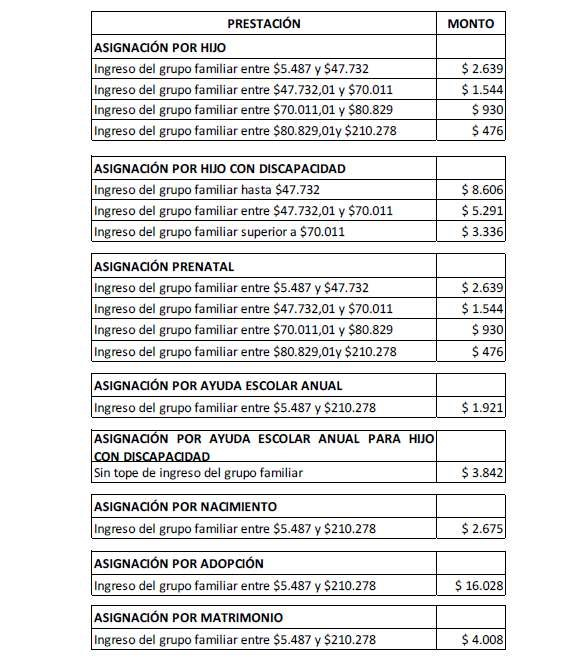 PRESTACIÓN MONTO
ASIGNACIÓN POR HIJO
Ingreso del grupo familiar entre $5.487 y $47.732 $ 2.639
Ingreso del grupo familiar entre $47.732,01 y $70.011 $ 1.544
Ingreso del grupo familiar entre $70.011,01 y $80.829 $ 930
Ingreso del grupo familiar entre $80.829,01y $210.278 $ 476
ASIGNACIÓN POR HIJO CON DISCAPACIDAD
Ingreso del grupo familiar hasta $47.732 $ 8.606
Ingreso del grupo familiar entre $47.732,01 y $70.011 $ 5.291
Ingreso del grupo familiar superior a $70.011 $ 3.336
ASIGNACIÓN PRENATAL
Ingreso del grupo familiar entre $5.487 y $47.732 $ 2.639
Ingreso del grupo familiar entre $47.732,01 y $70.011 $ 1.544
Ingreso del grupo familiar entre $70.011,01 y $80.829 $ 930
Ingreso del grupo familiar entre $80.829,01y $210.278 $ 476
ASIGNACIÓN POR AYUDA ESCOLAR ANUAL
Ingreso del grupo familiar entre $5.487 y $210.278 $ 1.921
ASIGNACIÓN POR AYUDA ESCOLAR ANUAL PARA HIJO
CON DISCAPACIDAD
Sin tope de ingreso del grupo familiar $ 3.842
ASIGNACIÓN POR NACIMIENTO
Ingreso del grupo familiar entre $5.487 y $210.278 $ 2.675
ASIGNACIÓN POR ADOPCIÓN
Ingreso del grupo familiar entre $5.487 y $210.278 $ 16.028
ASIGNACIÓN POR MATRIMONIO
Ingreso del grupo familiar entre $5.487 y $210.278 $ 4.008